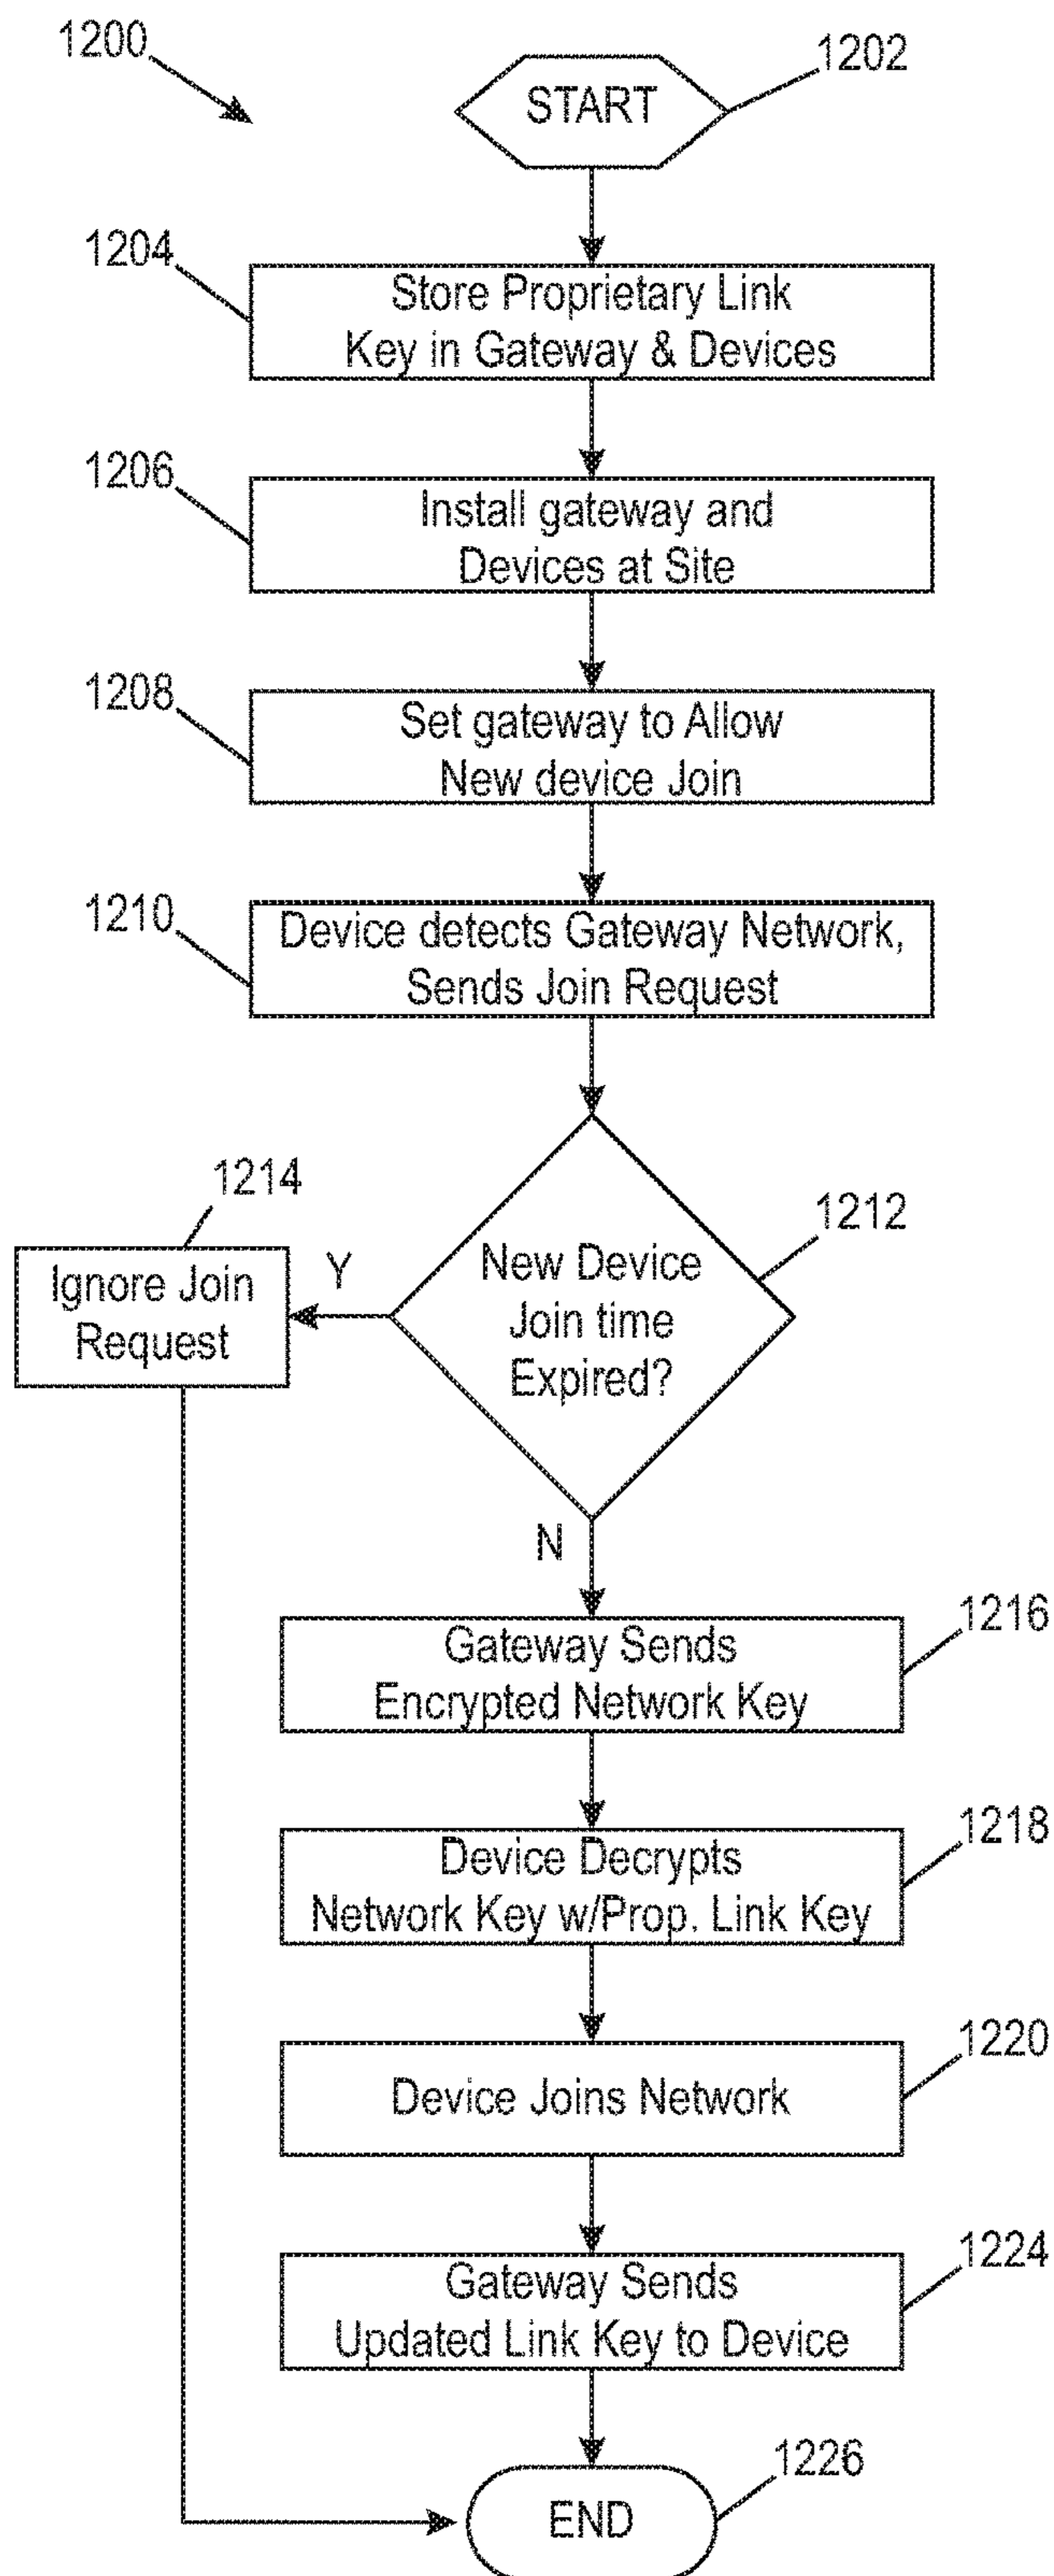 1200
START
1202
1204
Store Proprietary Link
Key in Gateway & Devices
1206
Install gateway and
Devices at Site
1208
Set gateway to Allow
New device Join
1210
Device detects Gateway Network,
Sends Join Request
1214
Ignore Join
Request
Y
1212
New Device
Join time
Expired?
N
1216
Gateway Sends
Encrypted Network Key
1218
Device Decrypts
Network Key w/Prop. Link Key
1220
Device Joins Network
1224
Gateway Sends
Updated Link Key to Device
1226
END